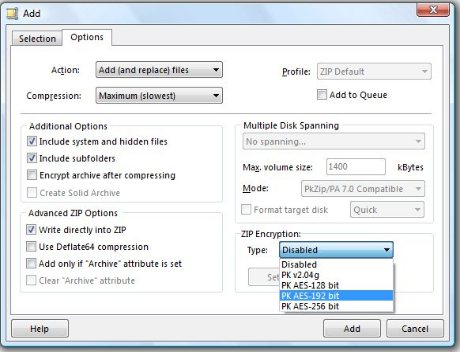 Add
Selection
Options
Action: Add (and replace) files
Profile: ZIP Default
Compression: Maximum (slowest)
Add to Queue
Additional Options
Include system and hidden files
Include subfolders
Encrypt archive after compressing
Create Solid Archive
Multiple Disk Spanning
No spanning...
Max. volume size: 1400 kBytes
Mode: PkZip/PA 7.0 Compatible
Format target disk Quick
Advanced ZIP Options
Write directly into ZIP
Use Deflate64 compression
Add only if "Archive" attribute is set
Clear "Archive" attribute
ZIP Encryption:
Type: Disabled
Disabled
PK v2.04g
PK AES-128 bit
PK AES-192 bit
PK AES-256 bit
Help
Add
Cancel